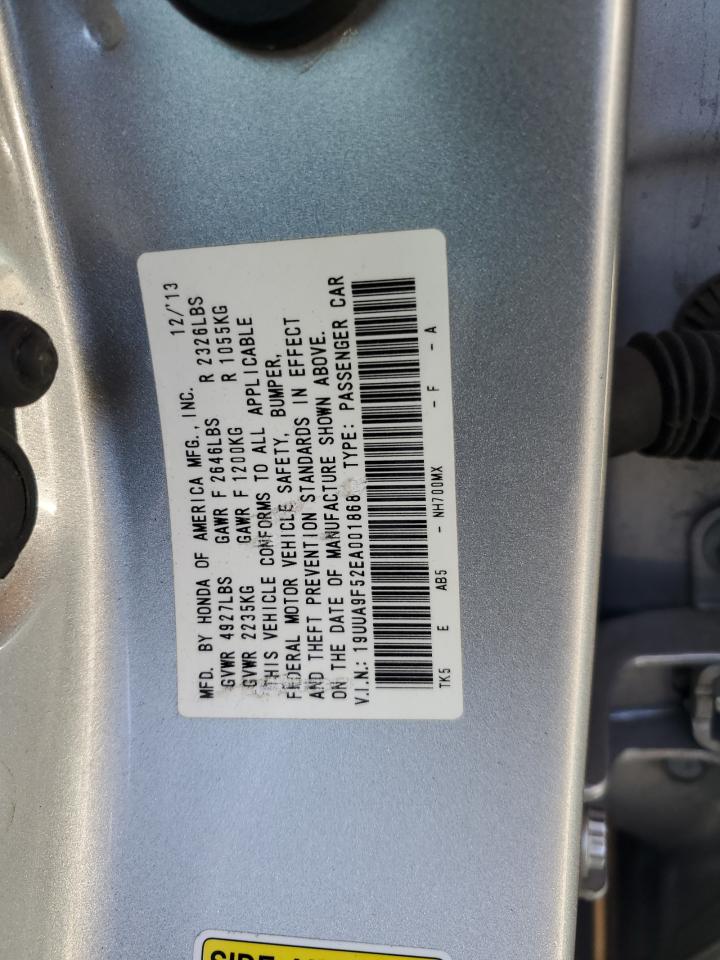 MFD. BY HONDA OF AMERICA MFG., INC. 12/'13
GVWR 4927LBS GAWR F 2646LBS R 2326LBS
GVWR 2235KG GAWR F 1200KG R 1055KG
THIS VEHICLE CONFORMS TO ALL APPLICABLE
FEDERAL MOTOR VEHICLE SAFETY, BUMPER,
AND THEFT PREVENTION STANDARDS IN EFFECT
ON THE DATE OF MANUFACTURE SHOWN ABOVE.
V.I.N.: 19UUA9F52EA001868 TYPE: PASSENGER CAR
TK5 E AB5 - NH700MX - F - A
SIDE